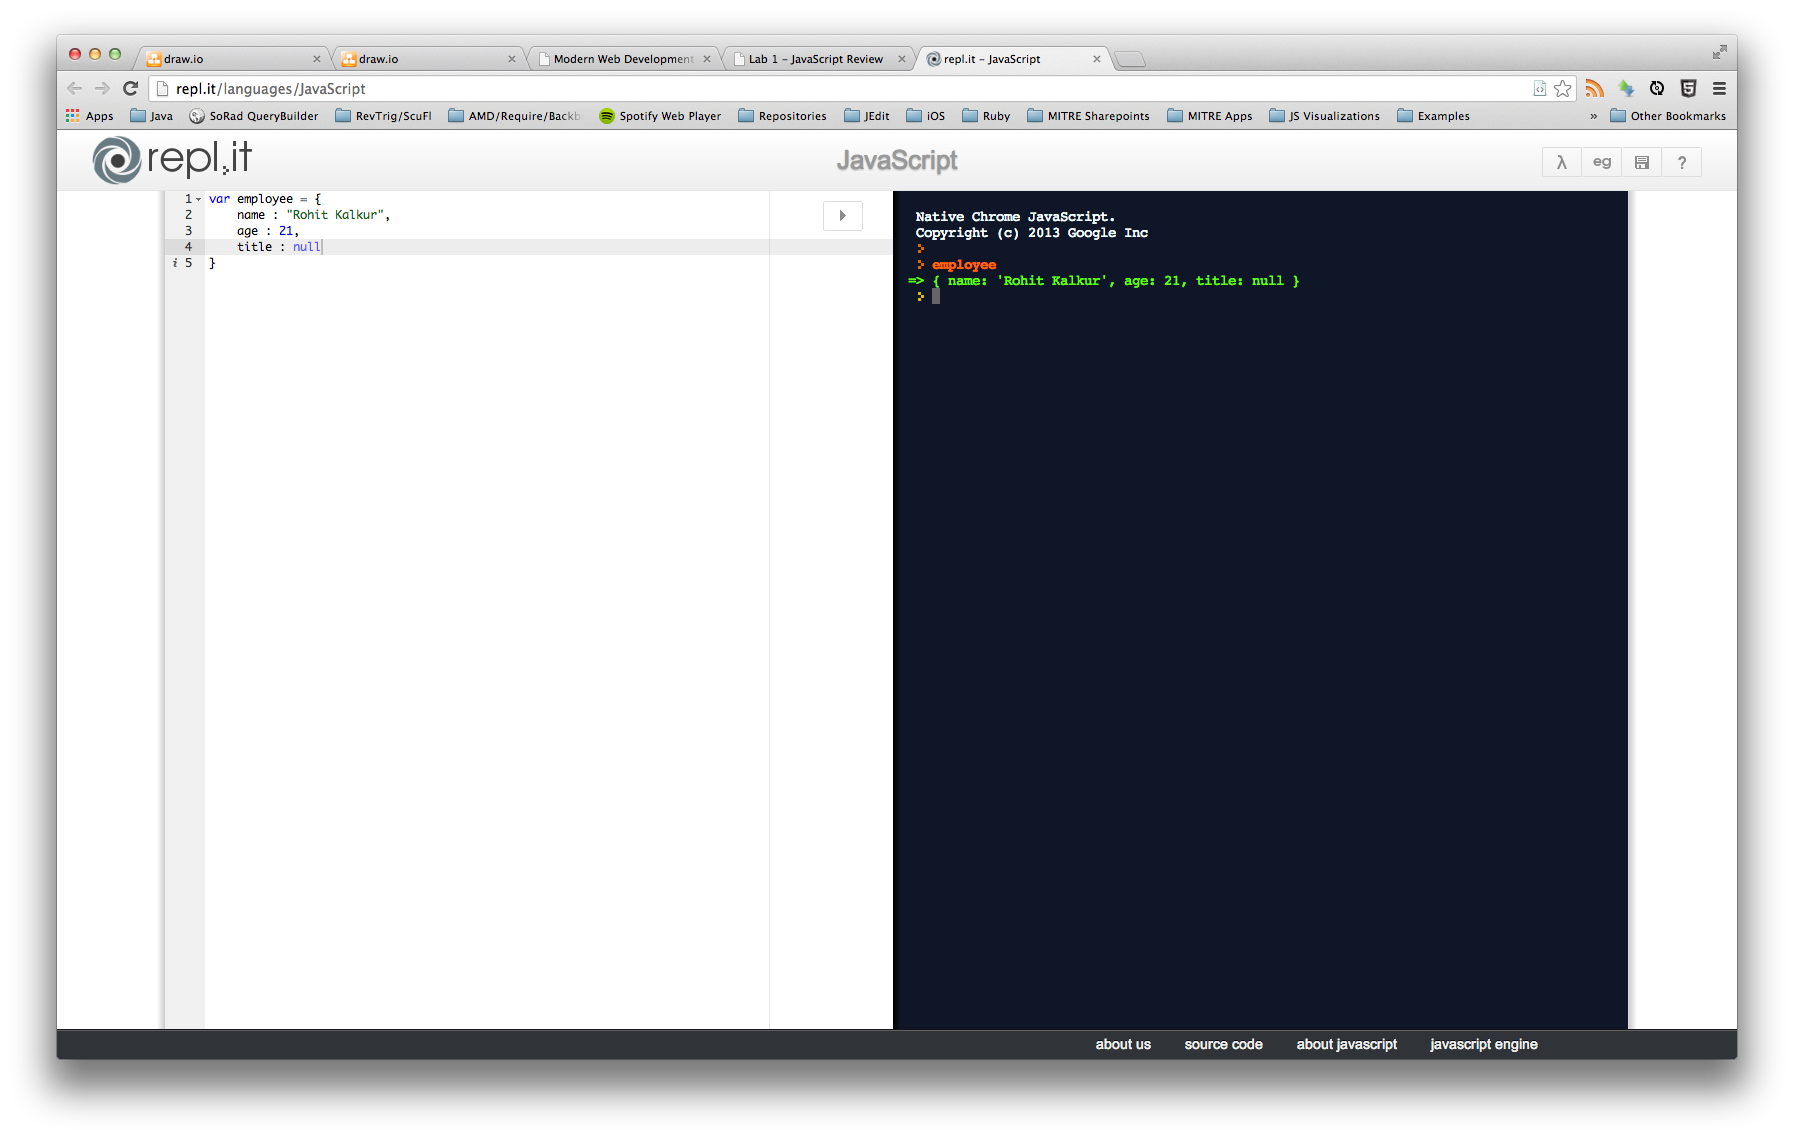 draw.io
draw.io
Modern Web Development
Lab 1 – JavaScript Review
repl.it – JavaScript
repl.it/languages/JavaScript
Apps Java SoRad QueryBuilder RevTrig/ScuFl AMD/Require/Backb Spotify Web Player Repositories JEdit iOS Ruby MITRE Sharepoints MITRE Apps JS Visualizations Examples » Other Bookmarks
repl.it
JavaScript
λ eg ?
1 var employee = {
2 name : "Rohit Kalkur",
3 age : 21,
4 title : null
i 5 }
Native Chrome JavaScript.
Copyright (c) 2013 Google Inc
>
> employee
=> { name: 'Rohit Kalkur', age: 21, title: null }
>
about us source code about javascript javascript engine